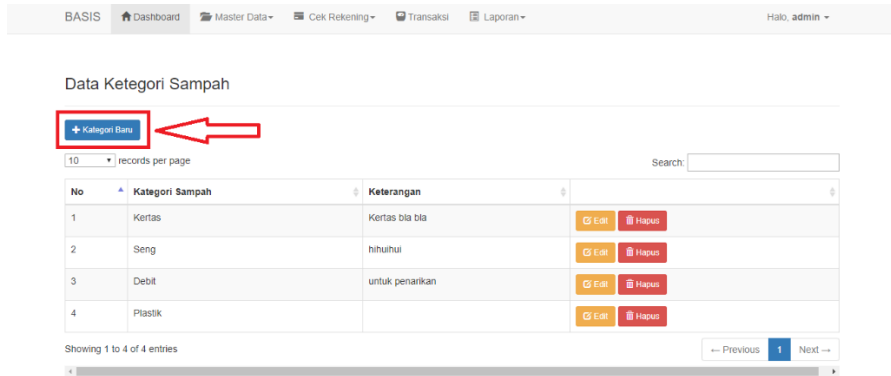 BASIS Dashboard Master Data Cek Rekening Transaksi Laporan Halo, admin
Data Ketegori Sampah
+ Kategori Baru
10 records per page Search:
No Kategori Sampah Keterangan
1 Kertas Kertas bla bla Edit Hapus
2 Seng hihuihui Edit Hapus
3 Debit untuk penarikan Edit Hapus
4 Plastik Edit Hapus
Showing 1 to 4 of 4 entries ← Previous 1 Next →